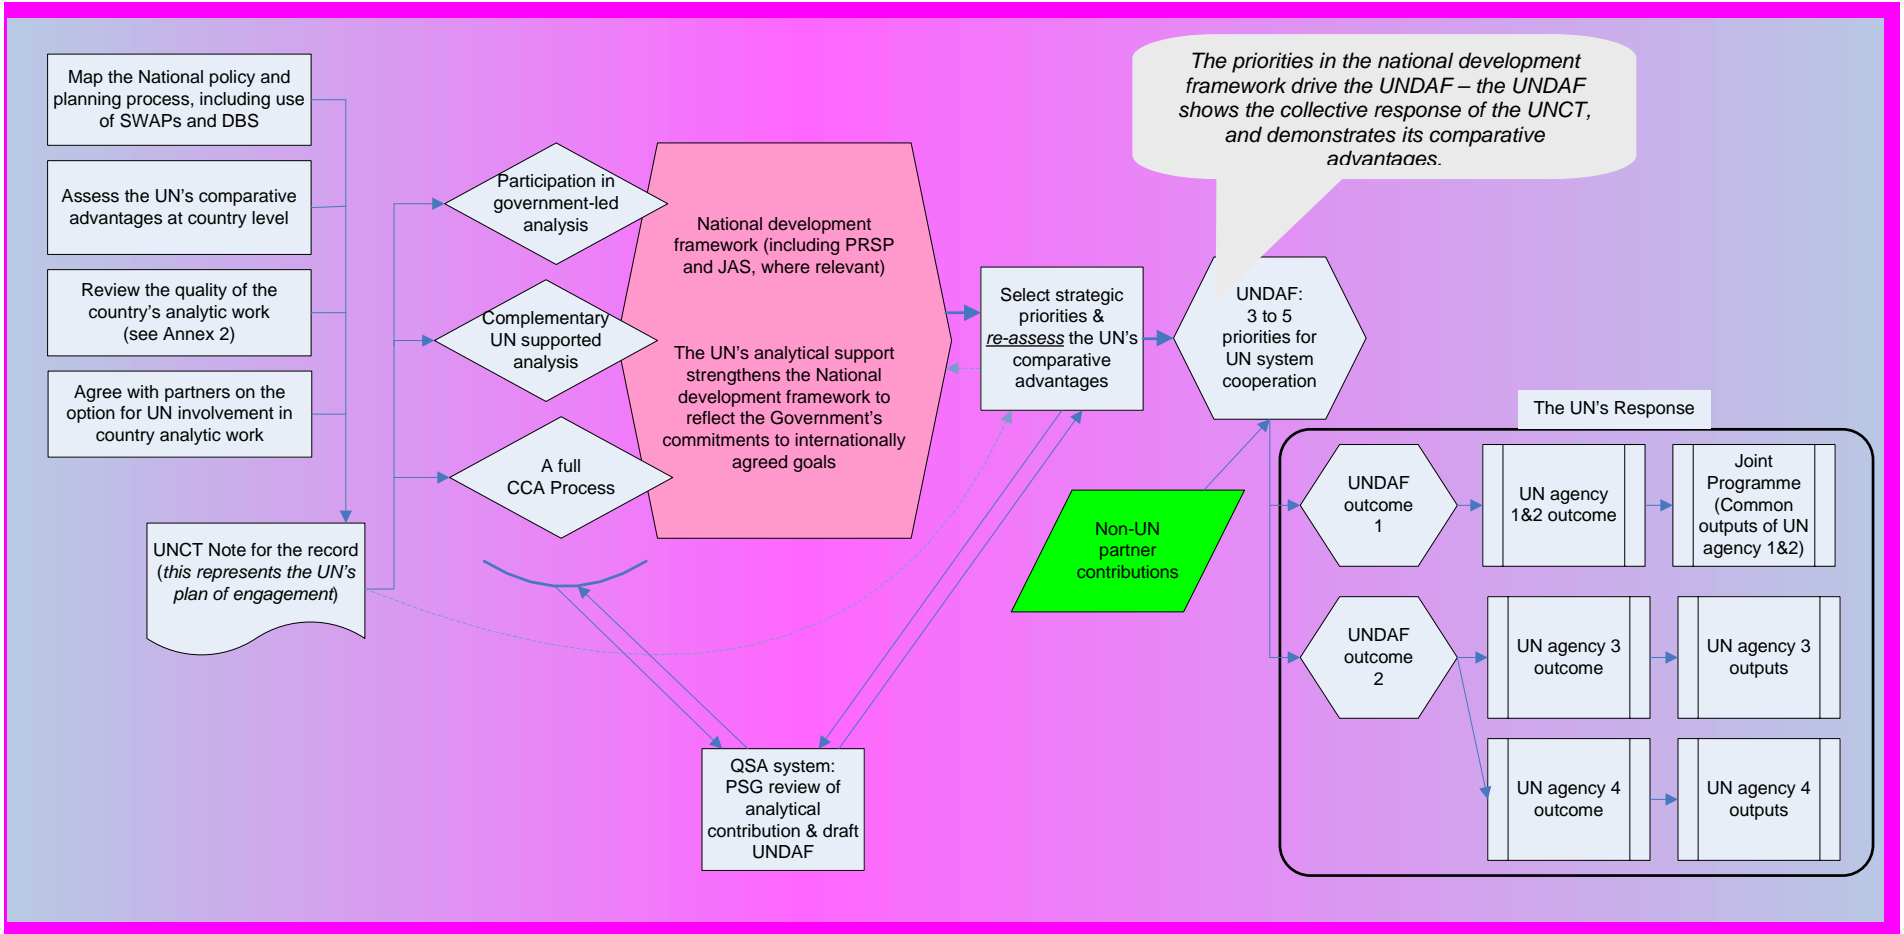 Map the National policy and
planning process, including use
of SWAPs and DBS
Assess the UN's comparative
advantages at country level
Review the quality of the
country's analytic work
(see Annex 2)
Agree with partners on the
option for UN involvement in
country analytic work
UNCT Note for the record
(this represents the UN's
plan of engagement)
Participation in
government-led
analysis
Complementary
UN supported
analysis
A full
CCA Process
National development
framework (including PRSP
and JAS, where relevant)
The UN's analytical support
strengthens the National
development framework to
reflect the Government's
commitments to internationally
agreed goals
QSA system:
PSG review of
analytical
contribution & draft
UNDAF
Select strategic
priorities &
re-assess the UN's
comparative
advantages
The priorities in the national development
framework drive the UNDAF – the UNDAF
shows the collective response of the UNCT,
and demonstrates its comparative
advantages.
UNDAF:
3 to 5
priorities for
UN system
cooperation
Non-UN
partner
contributions
The UN's Response
UNDAF
outcome
1
UN agency
1&2 outcome
Joint
Programme
(Common
outputs of UN
agency 1&2)
UNDAF
outcome
2
UN agency 3
outcome
UN agency 3
outputs
UN agency 4
outcome
UN agency 4
outputs